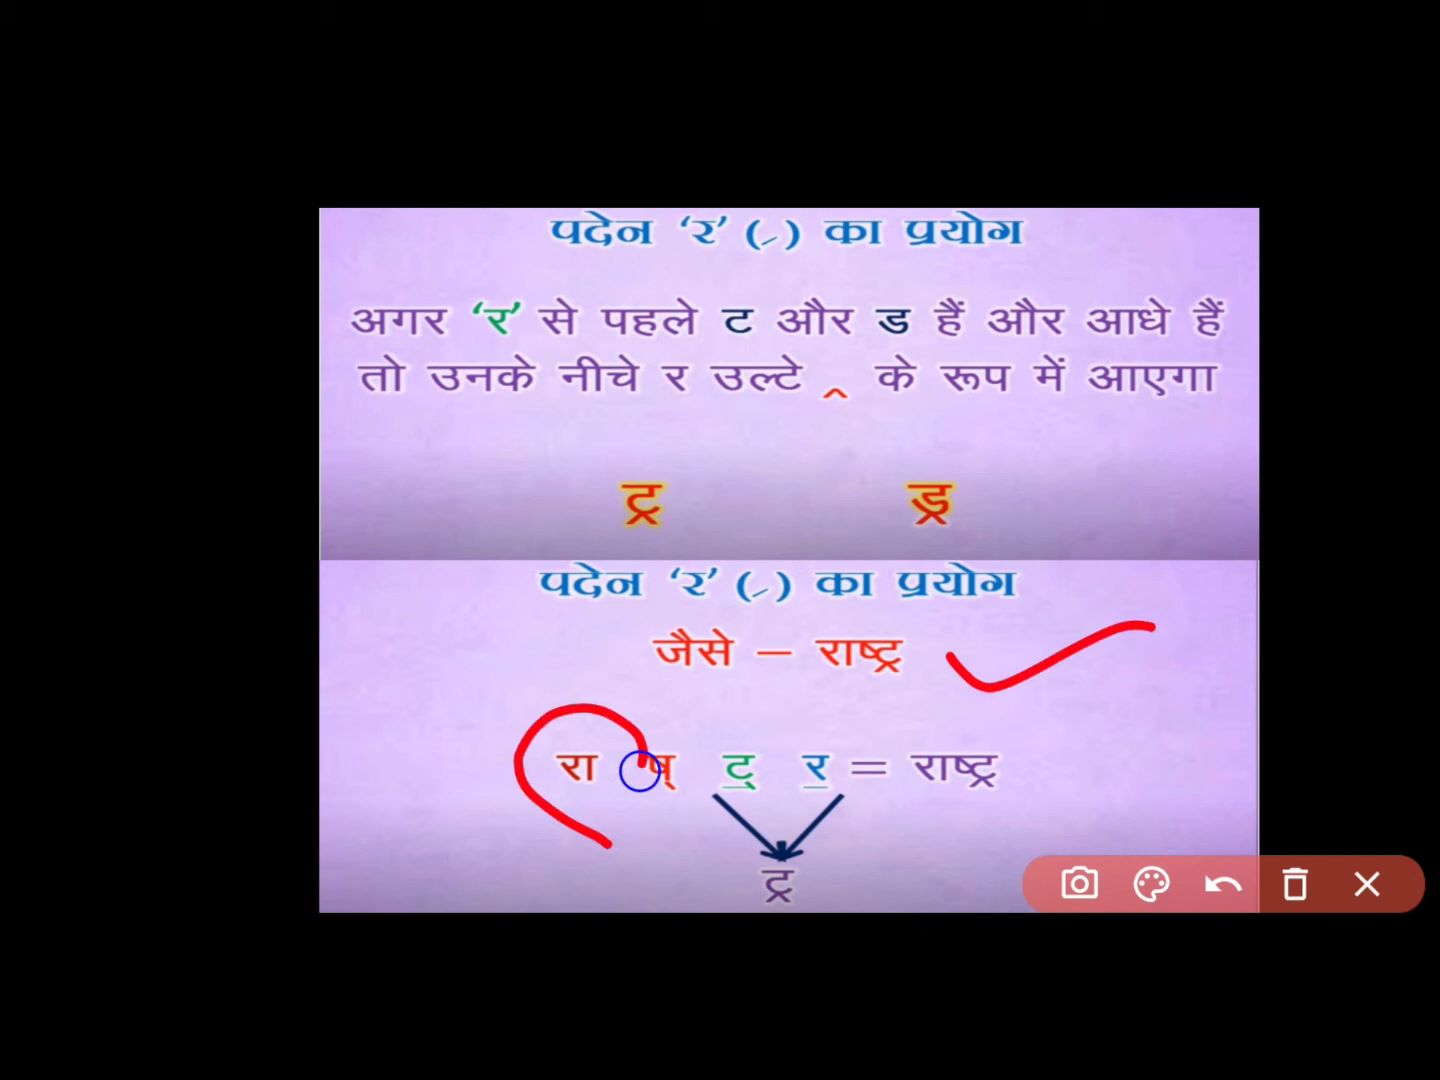 पदेन ‘र’ (्र) का प्रयोग
अगर ‘र’ से पहले ट और ड हैं और आधे हैं
तो उनके नीचे र उल्टे ‸ के रूप में आएगा
ट्र ड्र
पदेन ‘र’ (्र) का प्रयोग
जैसे – राष्ट्र
रा ष् ट् र = राष्ट्र
ट्र